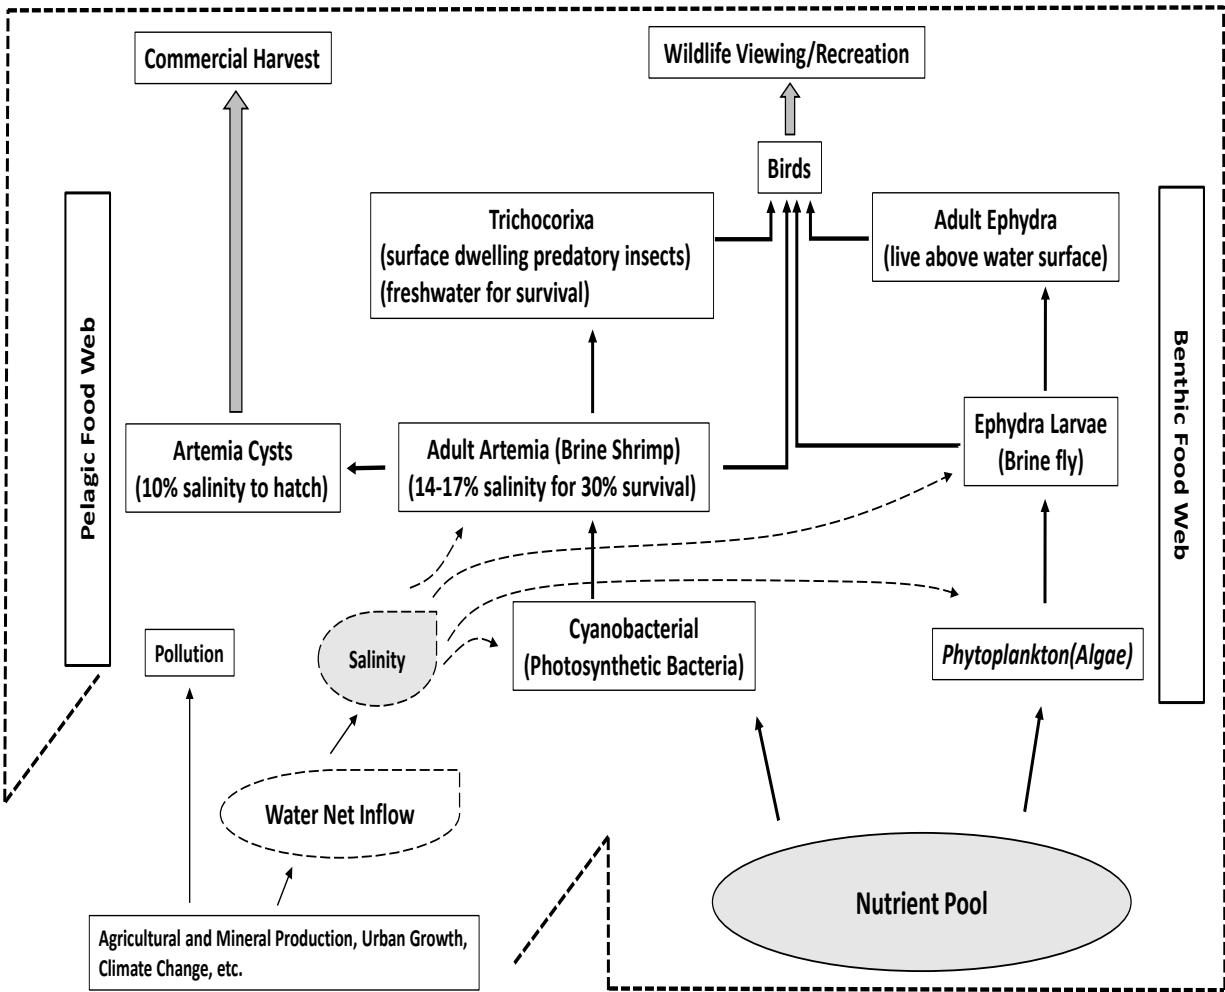 Commercial Harvest
Wildlife Viewing/Recreation
Birds
Trichocorixa
(surface dwelling predatory insects)
(freshwater for survival)
Adult Ephydra
(live above water surface)
Pelagic Food Web
Benthic Food Web
Artemia Cysts
(10% salinity to hatch)
Adult Artemia (Brine Shrimp)
(14-17% salinity for 30% survival)
Ephydra Larvae
(Brine fly)
Pollution
Salinity
Cyanobacterial
(Photosynthetic Bacteria)
Phytoplankton(Algae)
Water Net Inflow
Nutrient Pool
Agricultural and Mineral Production, Urban Growth,
Climate Change, etc.